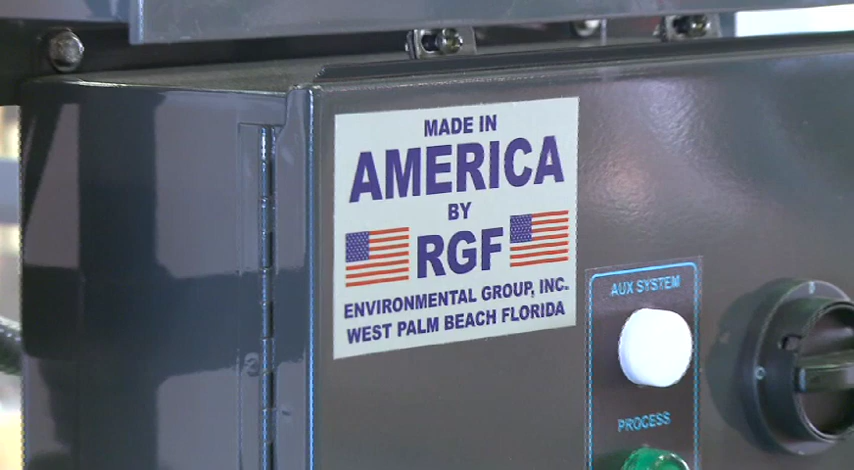 MADE IN
AMERICA
BY
RGF
ENVIRONMENTAL GROUP, INC.
WEST PALM BEACH FLORIDA
AUX SYSTEM
PROCESS